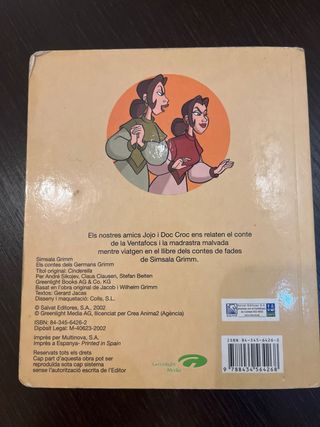 Els nostres amics Jojo i Doc Croc ens relaten el conte
de la Ventafocs i la madrastra malvada
mentre viatgen en el llibre dels contes de fades
de Simsala Grimm.
Simsala Grimm
Els contes dels Germans Grimm
Títol original: Cinderella
Per André Sikojev, Claus Clausen, Stefan Beiten
Greenlight Books AG & Co. KG
Basat en l'obra original de Jacob i Wilhelm Grimm
Textos: Gerard Jacas
Disseny i maquetació: Colls, S.L.
© Salvat Editores, S.A., 2002
© Greenlight Media AG, llicenciat per Crea Anima2 (Agència)
ISBN: 84-345-6426-2
Dipòsit Legal: M-40623-2002
Imprès per Multinova, S.A.
Imprès a Espanya- Printed in Spain
Reservats tots els drets
Cap part d'aquesta obra pot ser
reproduïda sota cap sistema
sense l'autorització escrita de l'Editor
Greenlight
Media
ISBN 84-345-6426-2
9 788434 564268